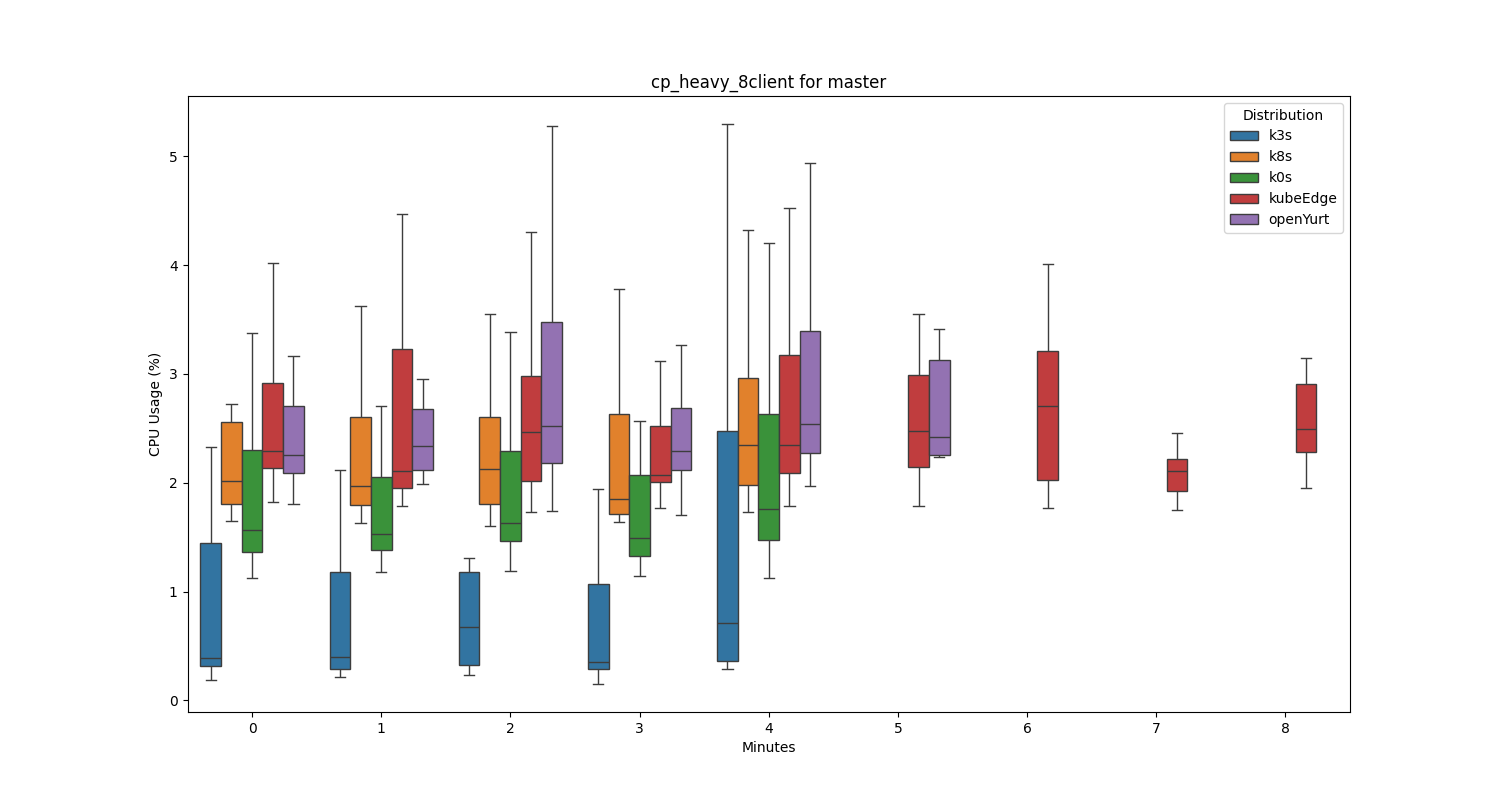 cp_heavy_8client for master
Distribution
k3s
k8s
k0s
kubeEdge
openYurt
CPU Usage (%)
5
4
3
2
1
0
0 1 2 3 4 5 6 7 8
Minutes